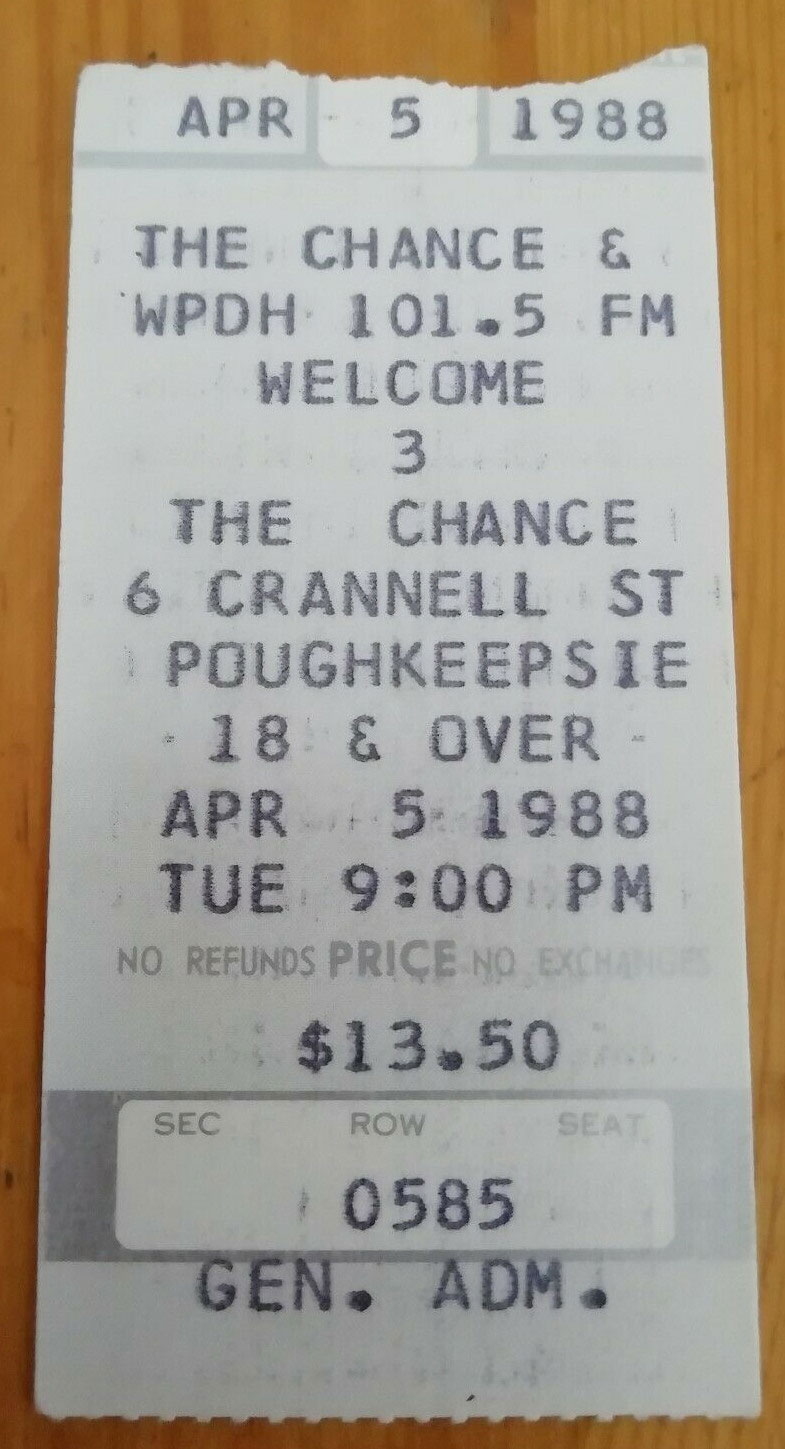 APR 5 1988
THE CHANCE &
WPDH 101.5 FM
WELCOME
3
THE CHANCE
6 CRANNELL ST
POUGHKEEPSIE
18 & OVER
APR 5 1988
TUE 9:00 PM
NO REFUNDS PRICE NO EXCHANGES
$13.50
SEC ROW SEAT
0585
GEN. ADM.